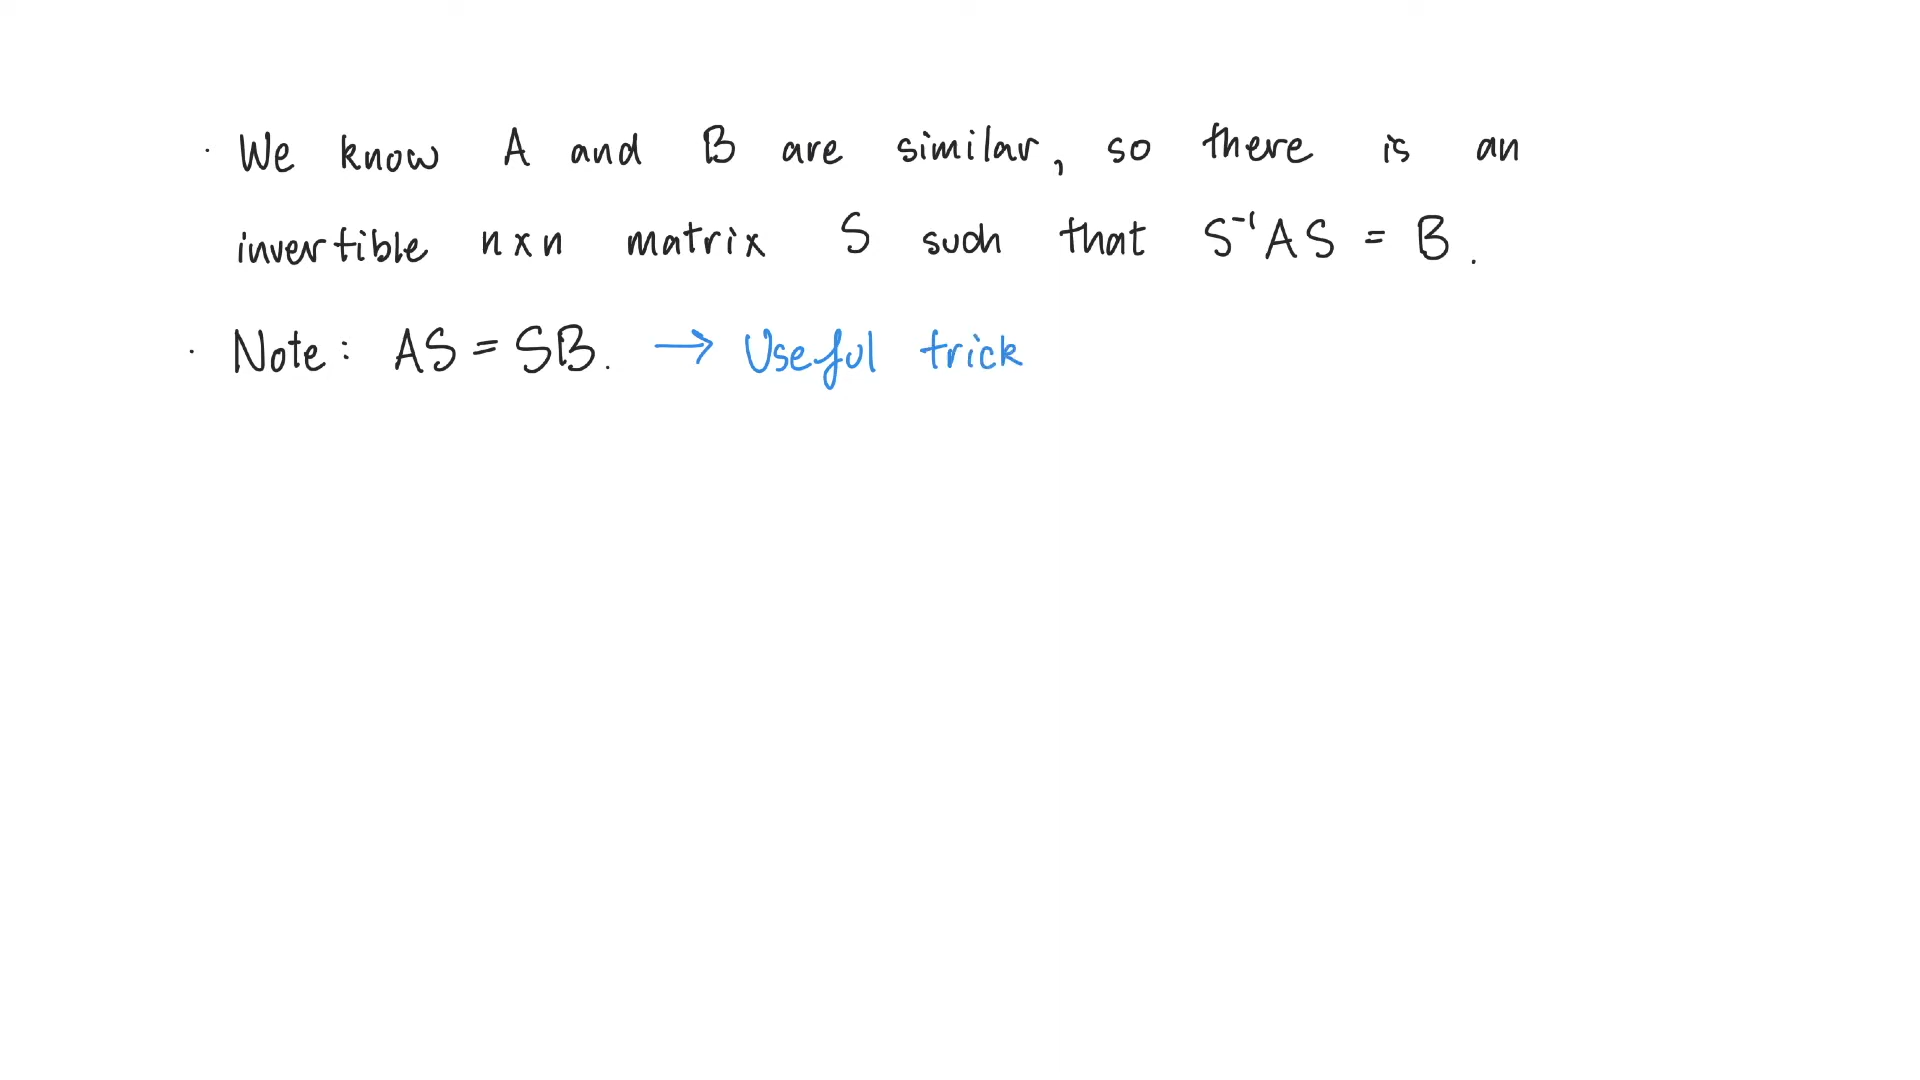 · We know A and B are similar, so there is an
invertible n×n matrix S such that S⁻¹AS = B.
· Note: AS = SB. → Useful trick